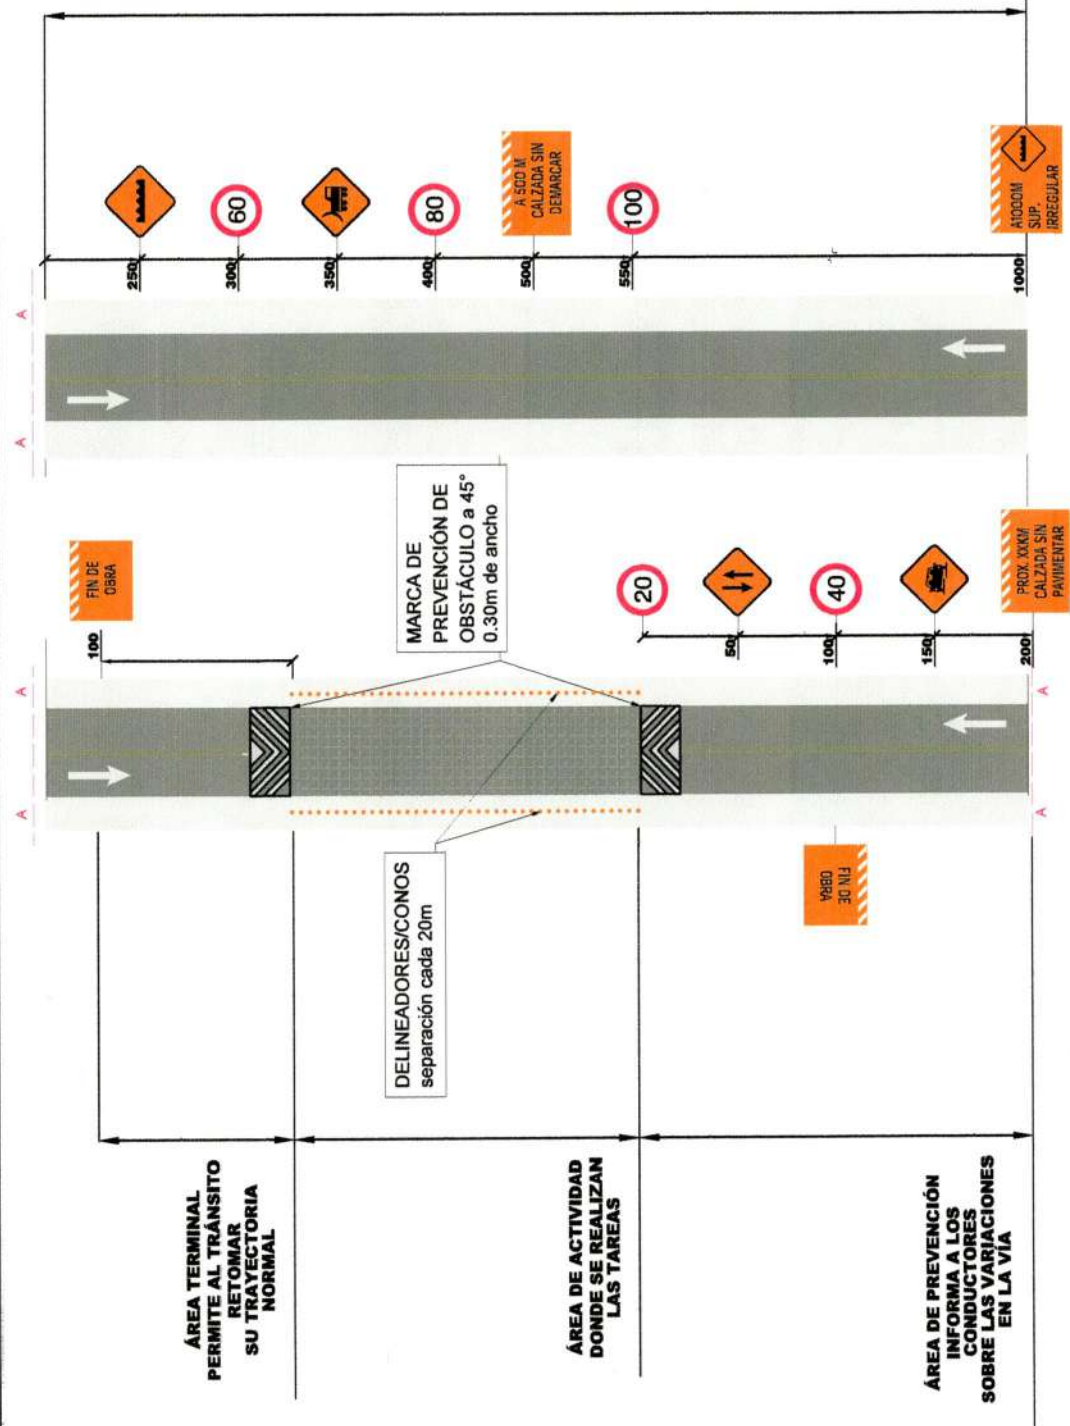 A
A
250
300
60
350
400
80
500
A 500 M
CALZADA SIN
DEMARCAR
550
100
1000
A1000M
SUP.
IRREGULAR
A
A
100
FIN DE
OBRA
MARCA DE
PREVENCIÓN DE
OBSTÁCULO a 45°
0.30m de ancho
DELINEADORES/CONOS
separación cada 20m
20
50
100
40
150
200
PROX. XXKM
CALZADA SIN
PAVIMENTAR
FIN DE
OBRA
A
A
ÁREA TERMINAL
PERMITE AL TRÁNSITO
RETOMAR
SU TRAYECTORIA
NORMAL
ÁREA DE ACTIVIDAD
DONDE SE REALIZAN
LAS TAREAS
ÁREA DE PREVENCIÓN
INFORMA A LOS
CONDUCTORES
SOBRE LAS VARIACIONES
EN LA VÍA